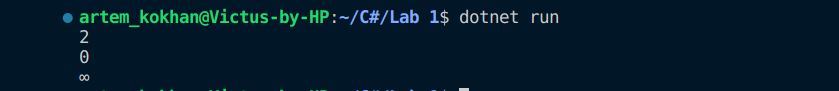 artem_kokhan@Victus-by-HP:~/C#/Lab 1$ dotnet run
2
0
∞